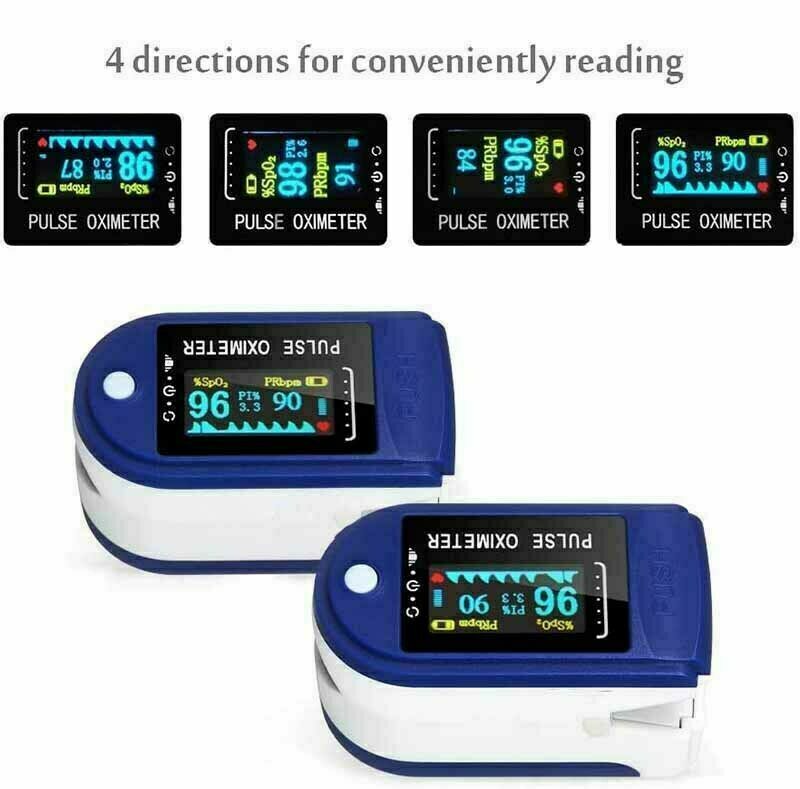 4 directions for conveniently reading
98 PI% 2.0 87
%SpO₂ PRbpm
PULSE OXIMETER
%SpO₂ PRbpm
98 PI% 2.6 91
PULSE OXIMETER
%SpO₂ PRbpm
96 PI% 3.0 84
PULSE OXIMETER
%SpO₂ PRbpm
96 PI% 3.3 90
PULSE OXIMETER
PULSE OXIMETER
%SpO₂ PRbpm
96 PI% 3.3 90
PUSH
PULSE OXIMETER
96 PI% 3.3 90
%SpO₂ PRbpm
PUSH